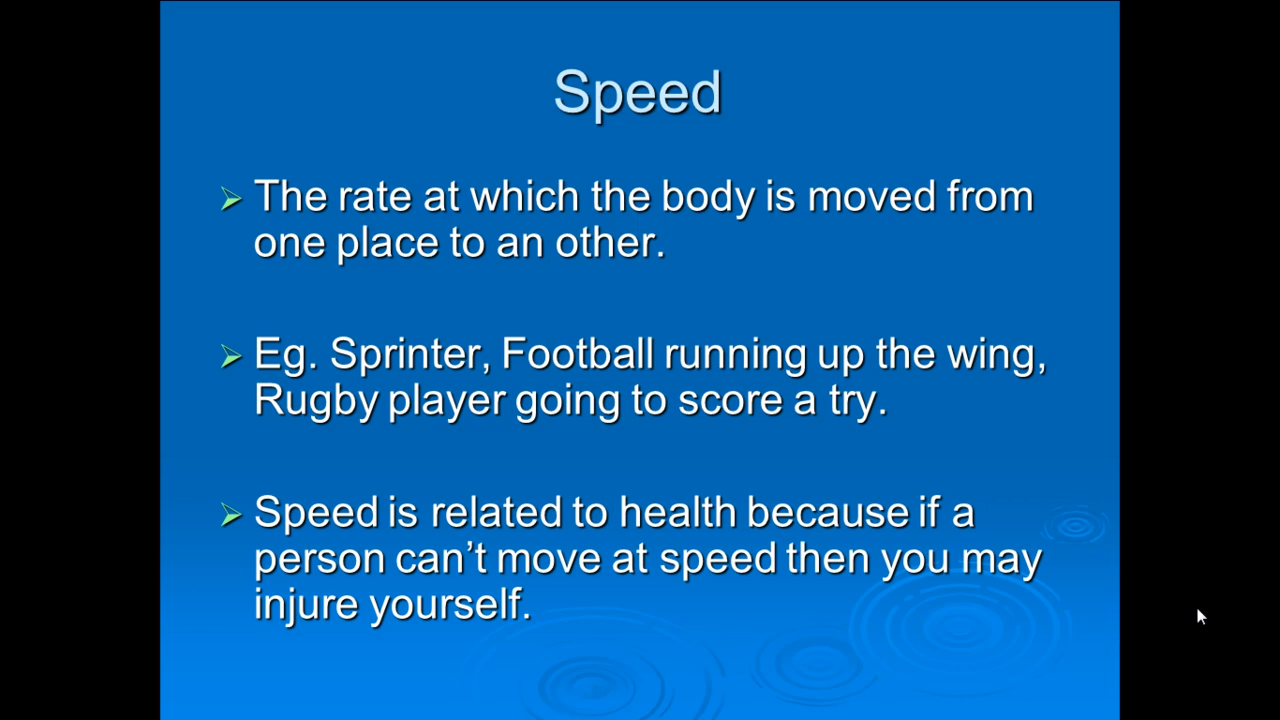 Speed
The rate at which the body is moved from
one place to an other.
Eg. Sprinter, Football running up the wing,
Rugby player going to score a try.
Speed is related to health because if a
person can’t move at speed then you may
injure yourself.